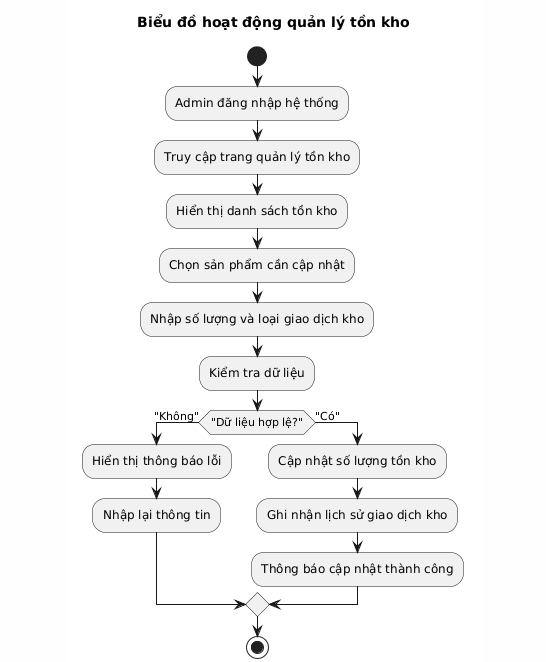 Biểu đồ hoạt động quản lý tồn kho
Admin đăng nhập hệ thống
Truy cập trang quản lý tồn kho
Hiển thị danh sách tồn kho
Chọn sản phẩm cần cập nhật
Nhập số lượng và loại giao dịch kho
Kiểm tra dữ liệu
"Không"
"Dữ liệu hợp lệ?"
"Có"
Hiển thị thông báo lỗi
Cập nhật số lượng tồn kho
Nhập lại thông tin
Ghi nhận lịch sử giao dịch kho
Thông báo cập nhật thành công